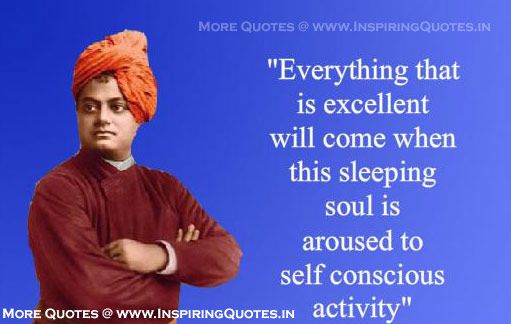 More Quotes @ www.InspiringQuotes.in
"Everything that
is excellent
will come when
this sleeping
soul is
aroused to
self conscious
activity"
More Quotes @ www.InspiringQuotes.in